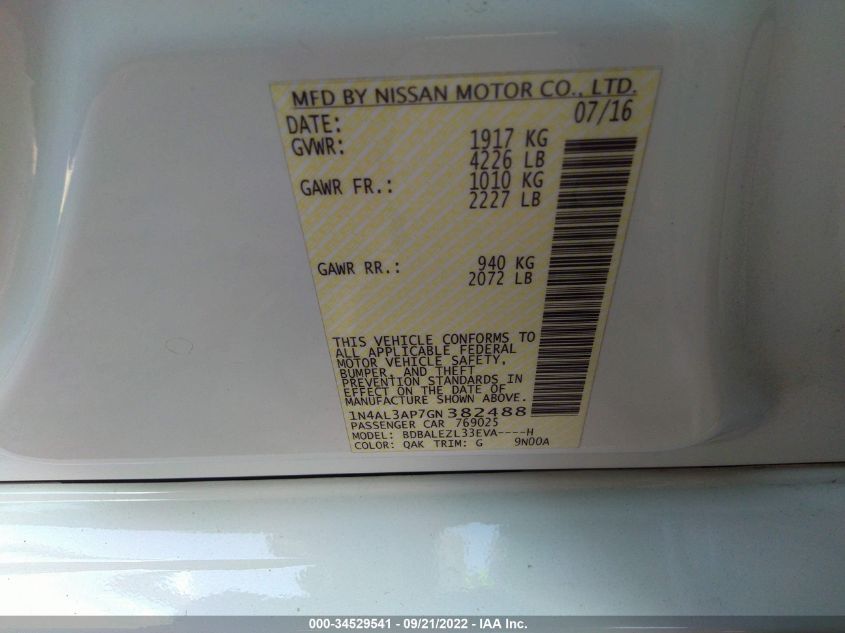 MFD BY NISSAN MOTOR CO., LTD.
DATE: 07/16
GVWR: 1917 KG
4226 LB
GAWR FR.: 1010 KG
2227 LB
GAWR RR.: 940 KG
2072 LB
THIS VEHICLE CONFORMS TO
ALL APPLICABLE FEDERAL
MOTOR VEHICLE SAFETY,
BUMPER, AND THEFT
PREVENTION STANDARDS IN
EFFECT ON THE DATE OF
MANUFACTURE SHOWN ABOVE.
1N4AL3AP7GN382488
PASSENGER CAR 769025
MODEL: BDBALEZL33EVA----H
COLOR: QAK TRIM: G 9N00A
000-34529541 - 09/21/2022 - IAA Inc.